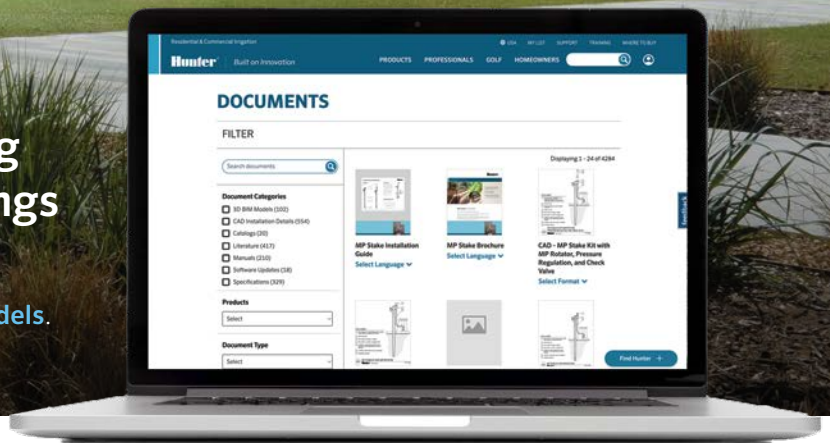 Residential & Commercial Irrigation
USA MY LIST SUPPORT TRAINING WHERE TO BUY
Hunter Built on Innovation
PRODUCTS PROFESSIONALS GOLF HOMEOWNERS
DOCUMENTS
FILTER
g
ngs
dels.
Search documents
Displaying 1 - 24 of 4284
Document Categories
3D BIM Models (102)
CAD Installation Details (554)
Catalogs (20)
Literature (417)
Manuals (210)
Software Updates (18)
Specifications (329)
MP Stake Installation
Guide
Select Language
MP Stake Brochure
Select Language
CAD - MP Stake Kit with
MP Rotator, Pressure
Regulation, and Check
Valve
Select Format
feedback
Products
Select
Document Type
Select
Find Hunter +